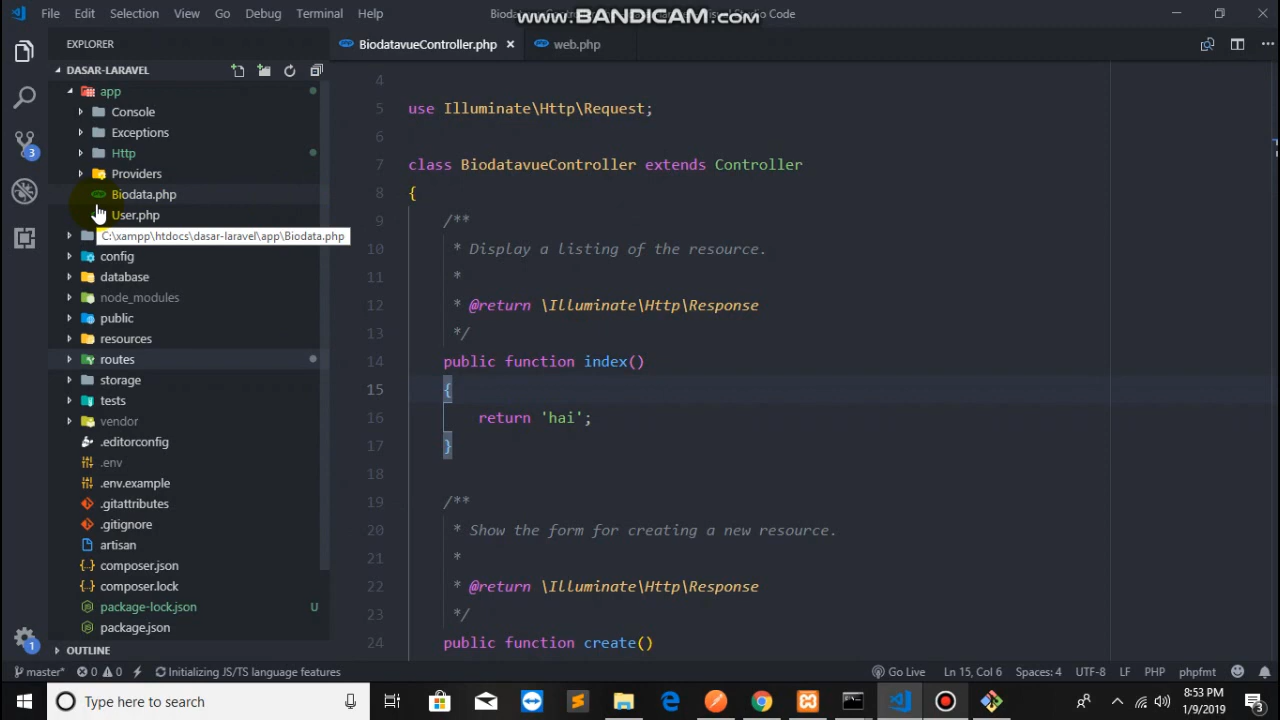 File Edit Selection View Go Debug Terminal Help
www.BANDICAM.com
Studio Code
EXPLORER
BiodatavueController.php
web.php
DASAR-LARAVEL
app
Console
Exceptions
Http
Providers
Biodata.php
User.php
C:\xampp\htdocs\dasar-laravel\app\Biodata.php
config
database
node_modules
public
resources
routes
storage
tests
vendor
.editorconfig
.env
.env.example
.gitattributes
.gitignore
artisan
composer.json
composer.lock
package-lock.json U
package.json
OUTLINE
4
5 use Illuminate\Http\Request;
6
7 class BiodatavueController extends Controller
8 {
9 /**
10 * Display a listing of the resource.
11 *
12 * @return \Illuminate\Http\Response
13 */
14 public function index()
15 {
16 return 'hai';
17 }
18
19 /**
20 * Show the form for creating a new resource.
21 *
22 * @return \Illuminate\Http\Response
23 */
24 public function create()
3
1
master* 0 0 Initializing JS/TS language features
Go Live Ln 15, Col 6 Spaces: 4 UTF-8 LF PHP phpfmt
Type here to search
8:53 PM
1/9/2019
3